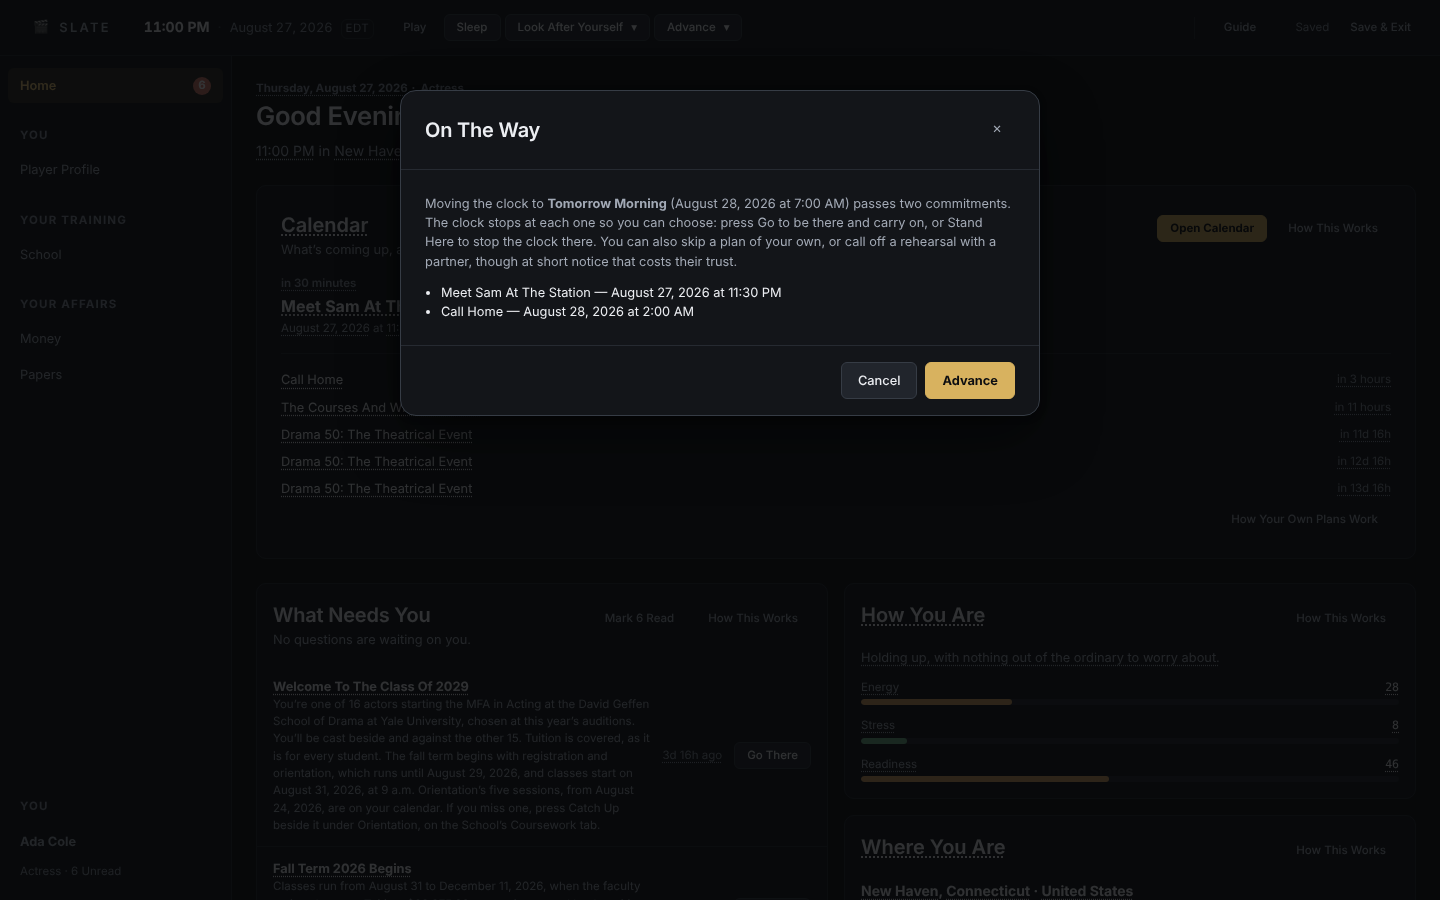 SLATE
11:00 PM
August 27, 2026 EDT
Play
Sleep
Look After Yourself ▾
Advance ▾
Guide
Saved
Save & Exit
Home
6
YOU
Player Profile
YOUR TRAINING
School
YOUR AFFAIRS
Money
Papers
YOU
Ada Cole
Actress · 6 Unread
Thursday, August 27, 2026 · Actress
Good Evenin
11:00 PM in New Have
Calendar
What's coming up, a
Open Calendar
How This Works
in 30 minutes
Meet Sam At T
August 27, 2026 at 11:
Call Home
in 3 hours
The Courses And W
in 11 hours
Drama 50: The Theatrical Event
in 11d 16h
Drama 50: The Theatrical Event
in 12d 16h
Drama 50: The Theatrical Event
in 13d 16h
How Your Own Plans Work
On The Way
×
Moving the clock to Tomorrow Morning (August 28, 2026 at 7:00 AM) passes two commitments.
The clock stops at each one so you can choose: press Go to be there and carry on, or Stand
Here to stop the clock there. You can also skip a plan of your own, or call off a rehearsal with a
partner, though at short notice that costs their trust.
• Meet Sam At The Station — August 27, 2026 at 11:30 PM
• Call Home — August 28, 2026 at 2:00 AM
Cancel
Advance
What Needs You
Mark 6 Read
How This Works
No questions are waiting on you.
Welcome To The Class Of 2029
You're one of 16 actors starting the MFA in Acting at the David Geffen
School of Drama at Yale University, chosen at this year's auditions.
You'll be cast beside and against the other 15. Tuition is covered, as it
is for every student. The fall term begins with registration and
orientation, which runs until August 29, 2026, and classes start on
August 31, 2026, at 9 a.m. Orientation's five sessions, from August
24, 2026, are on your calendar. If you miss one, press Catch Up
beside it under Orientation, on the School's Coursework tab.
3d 16h ago
Go There
Fall Term 2026 Begins
Classes run from August 31 to December 11, 2026, when the faculty
How You Are
How This Works
Holding up, with nothing out of the ordinary to worry about.
Energy
28
Stress
8
Readiness
46
Where You Are
How This Works
New Haven, Connecticut · United States